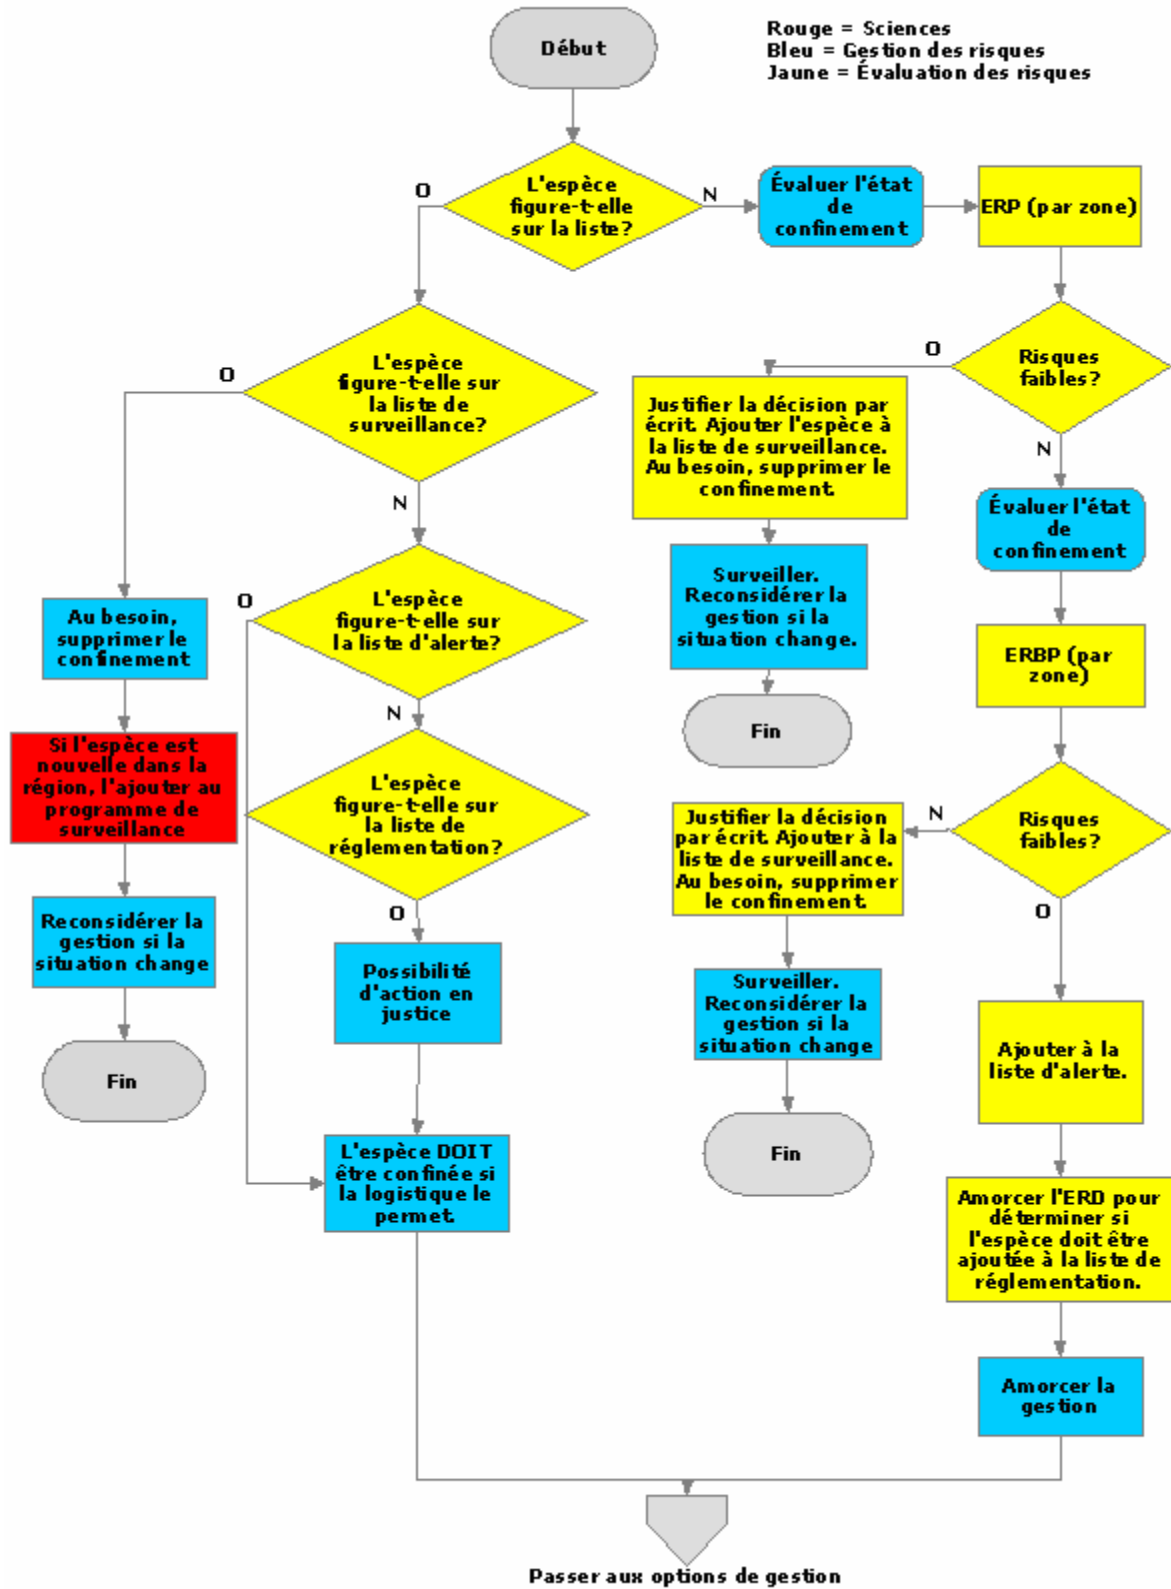 Début
Rouge = Sciences
Bleu = Gestion des risques
Jaune = Évaluation des risques
L'espèce
figure-t-elle
sur la liste?
O
N
Évaluer l'état
de
confinement
ERP (par zone)
L'espèce
figure-t-elle sur
la liste de
surveillance?
O
N
Au besoin,
supprimer le
confinement
Si l'espèce est
nouvelle dans la
région, l'ajouter au
programme de
surveillance
Reconsidérer la
gestion si la
situation change
Fin
L'espèce
figure-t-elle sur
la liste d'alerte?
O
N
L'espèce
figure-t-elle sur
la liste de
réglementation?
O
Possibilité
d'action en
justice
L'espèce DOIT
être confinée si
la logistique le
permet.
Risques
faibles?
O
N
Justifier la décision par
écrit. Ajouter l'espèce à
la liste de surveillance.
Au besoin, supprimer le
confinement.
Surveiller.
Reconsidérer la
gestion si la
situation change.
Fin
Évaluer l'état
de
confinement
ERBP (par
zone)
Risques
faibles?
N
O
Justifier la décision
par écrit. Ajouter à la
liste de surveillance.
Au besoin, supprimer
le confinement.
Surveiller.
Reconsidérer la
gestion si la
situation change
Fin
Ajouter à la
liste d'alerte.
Amorcer l'ERD pour
déterminer si
l'espèce doit être
ajoutée à la liste de
réglementation.
Amorcer la
gestion
Passer aux options de gestion